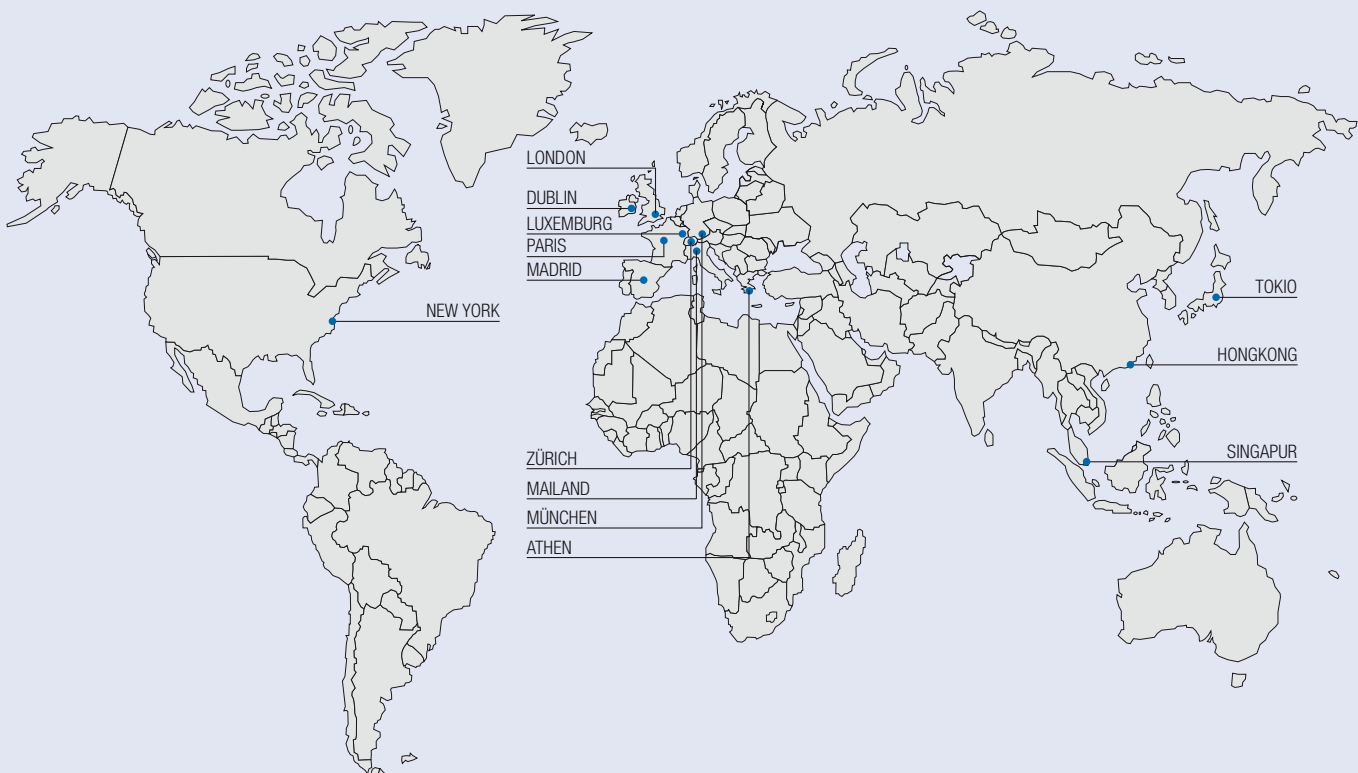 LONDON
DUBLIN
LUXEMBURG
PARIS
MADRID
NEW YORK
TOKIO
HONGKONG
ZÜRICH
SINGAPUR
MAILAND
MÜNCHEN
ATHEN